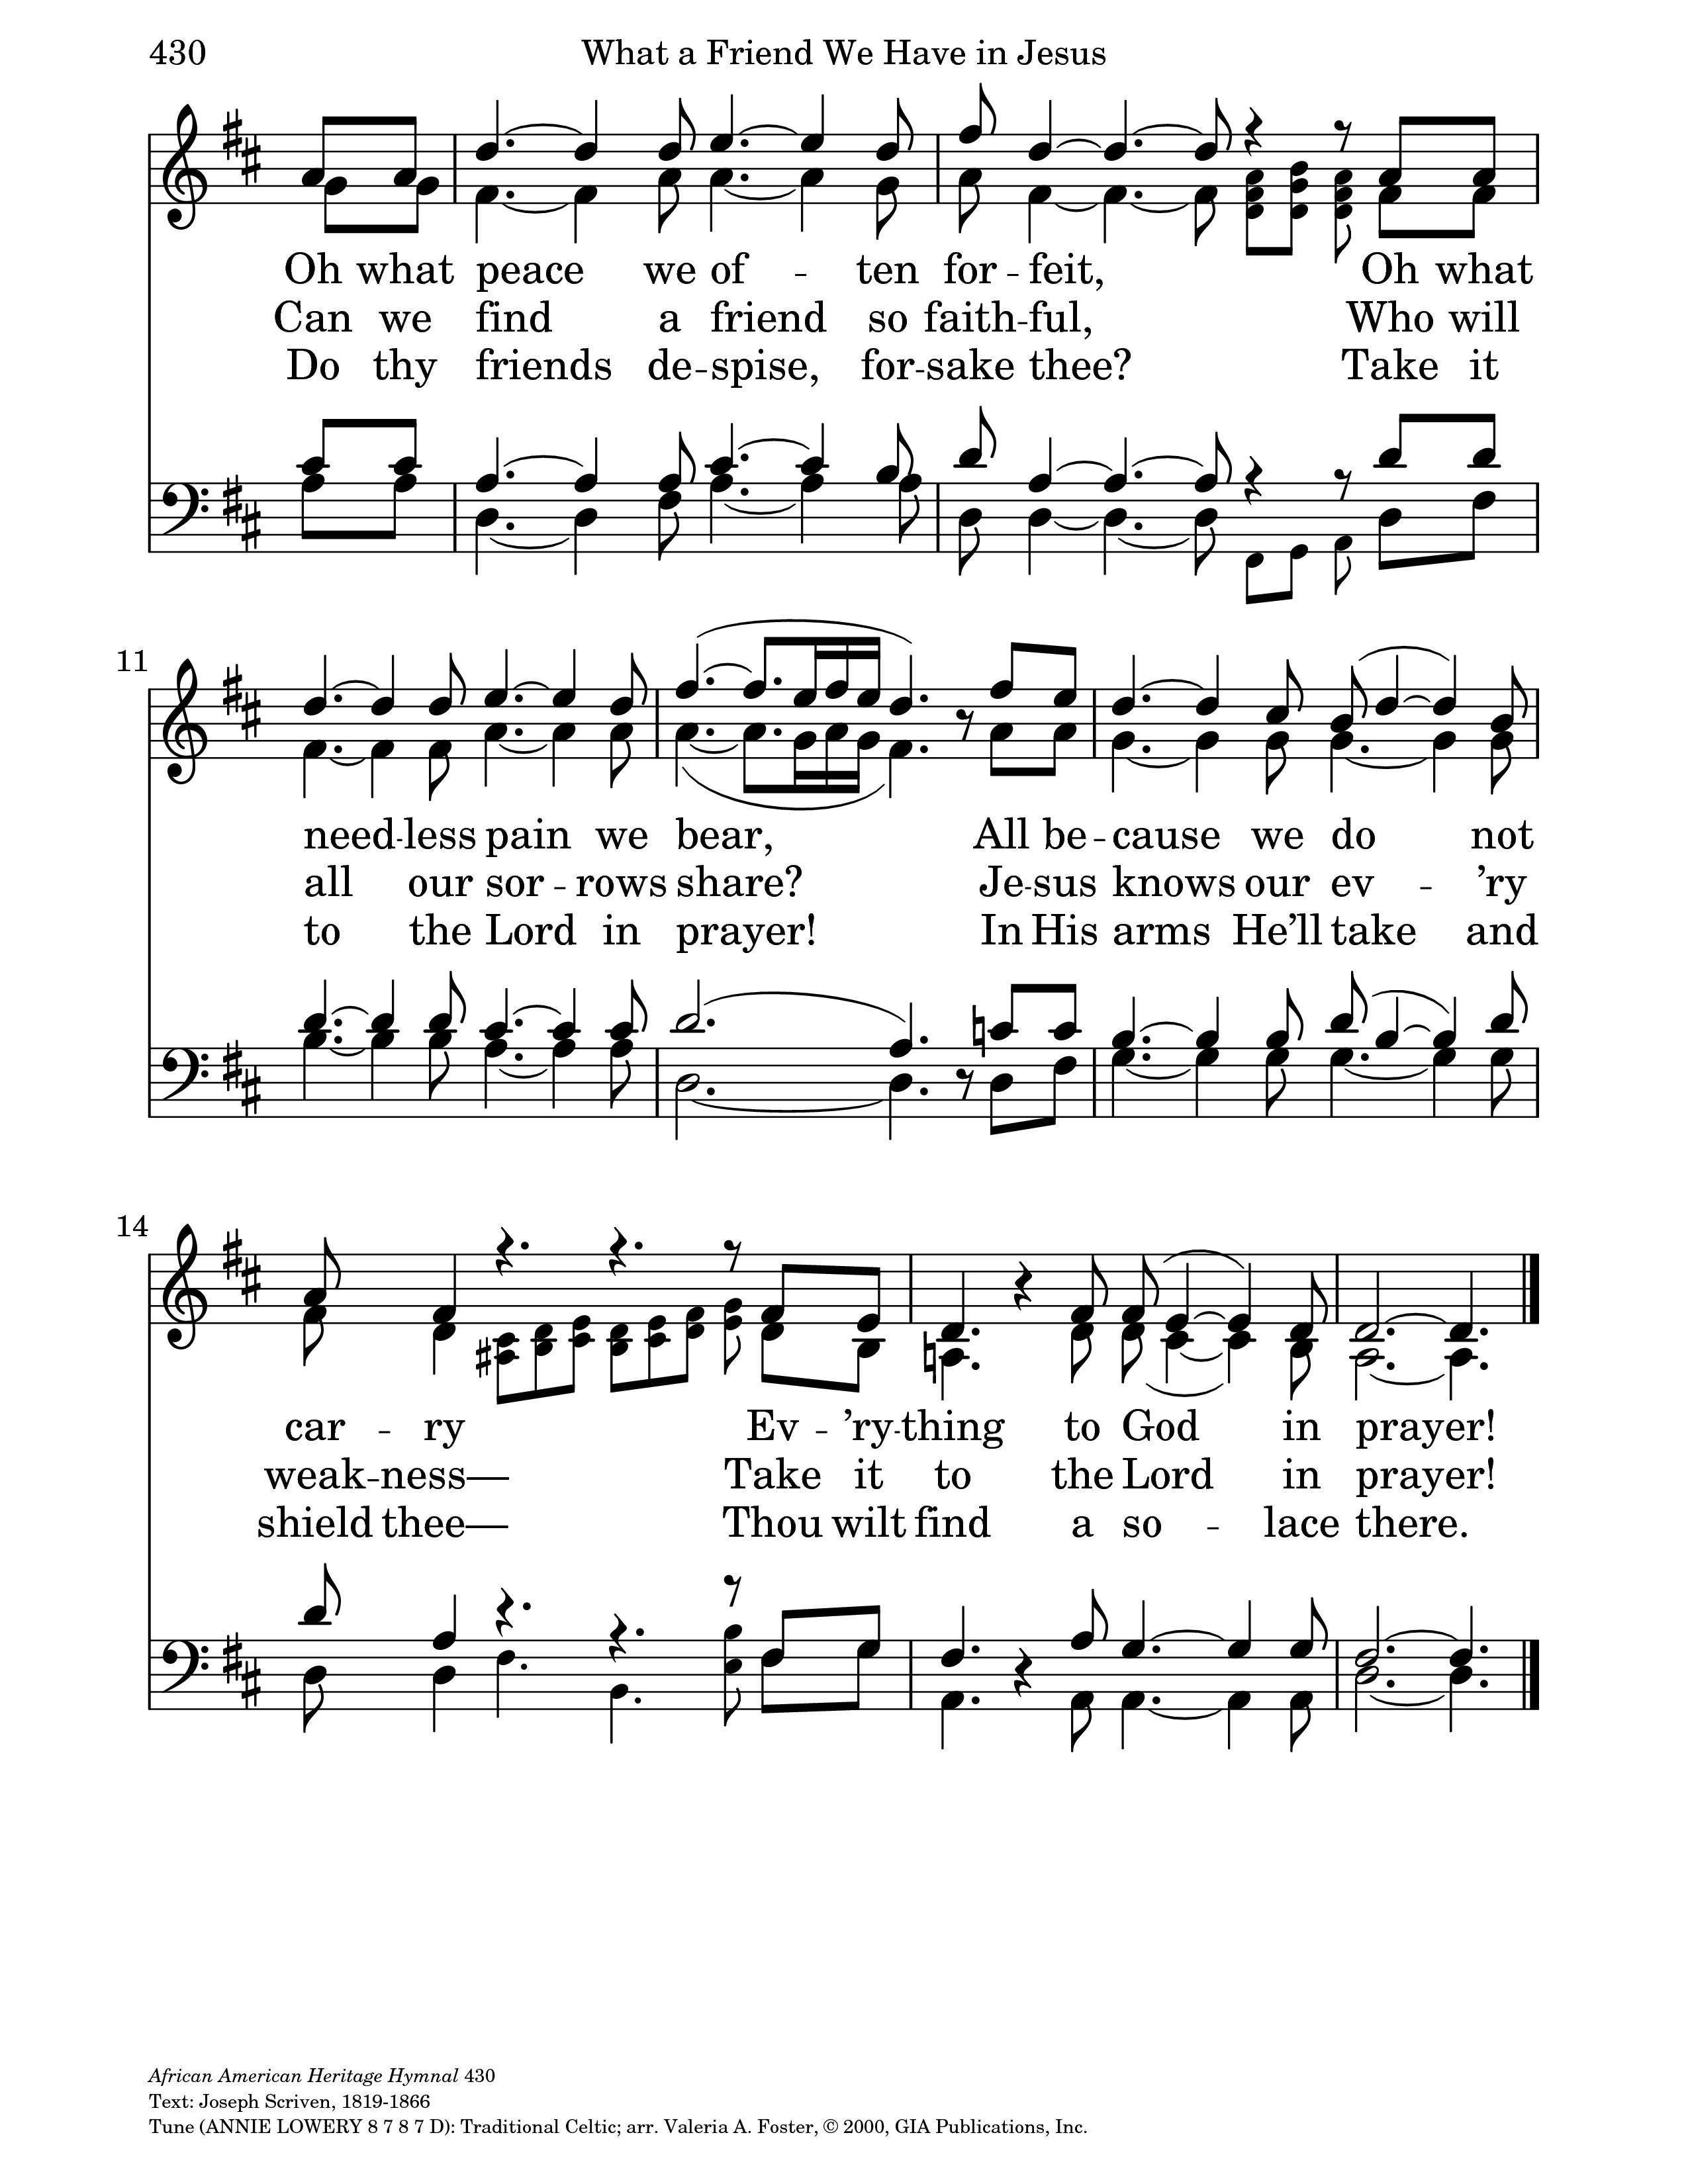 430 What a Friend We Have in Jesus
Oh what peace we of -- ten for -- feit, Oh what
Can we find a friend so faith -- ful, Who will
Do thy friends de -- spise, for -- sake thee? Take it
11
need -- less pain we bear, All be -- cause we do not
all our sor -- rows share? Je -- sus knows our ev -- ’ry
to the Lord in prayer! In His arms He’ll take and
14
car -- ry Ev -- ’ry -- thing to God in prayer!
weak -- ness— Take it to the Lord in prayer!
shield thee— Thou wilt find a so -- lace there.
African American Heritage Hymnal 430
Text: Joseph Scriven, 1819-1866
Tune (ANNIE LOWERY 8 7 8 7 D): Traditional Celtic; arr. Valeria A. Foster, © 2000, GIA Publications, Inc.